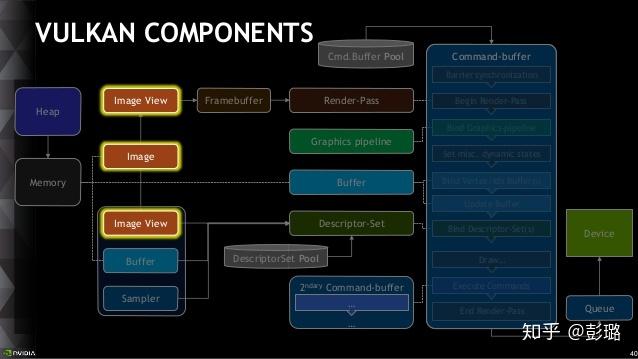 VULKAN COMPONENTS
Cmd.Buffer Pool
Command-buffer
Barrier synchronization
Heap
Image View
Framebuffer
Render-Pass
Begin Render-Pass
Graphics pipeline
Bind Graphics-pipeline
Image
Set misc. dynamic states
Memory
Buffer
Bind Vertex/Idx Buffer(s)
Update Buffer
Image View
Descriptor-Set
Bind Descriptor-Set(s)
Device
Buffer
DescriptorSet Pool
Draw…
2ndary Command-buffer
Execute Commands
Sampler
…
End Render-Pass
Queue
…
知乎 @彭璐
NVIDIA
40